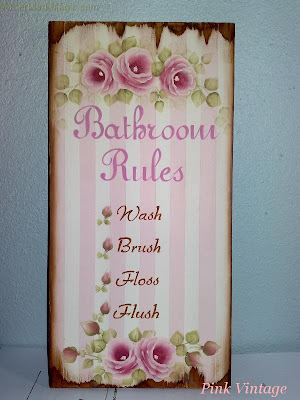 Bathroom
Rules
Wash
Brush
Floss
Flush
Pink Vintage